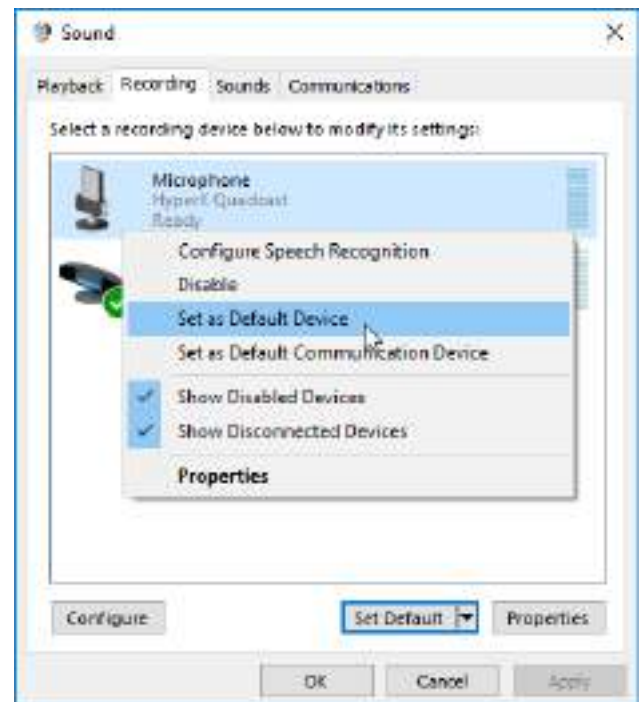 Sound
Playback Recording Sounds Communications
Select a recording device below to modify its settings:
Microphone
HyperX Quadcast
Ready
Configure Speech Recognition
Disable
Set as Default Device
Set as Default Communication Device
Show Disabled Devices
Show Disconnected Devices
Properties
Configure Set Default Properties
OK Cancel Apply